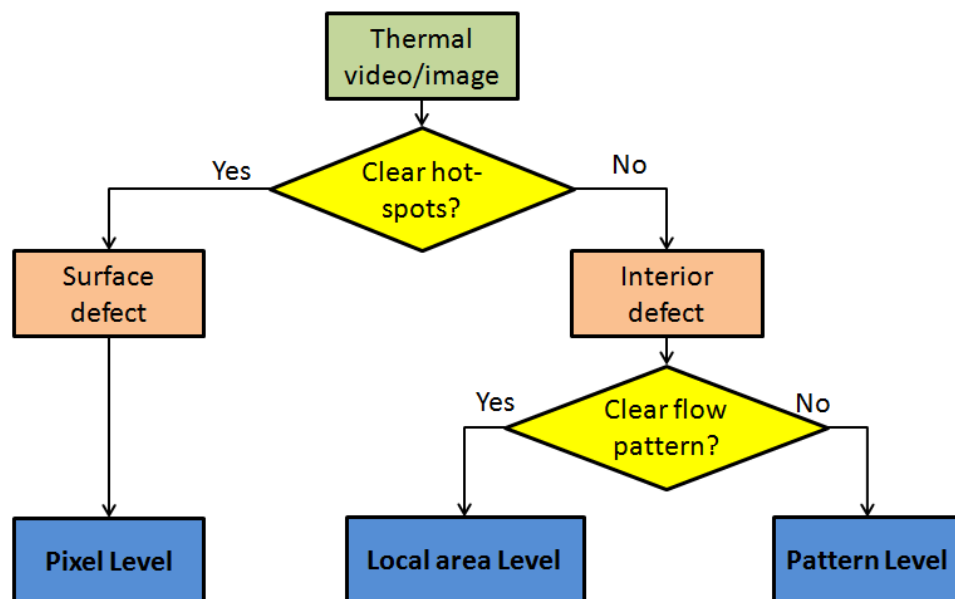 Thermal
video/image
Yes
Clear hot-
spots?
No
Surface
defect
Interior
defect
Yes
Clear flow
pattern?
No
Pixel Level
Local area Level
Pattern Level